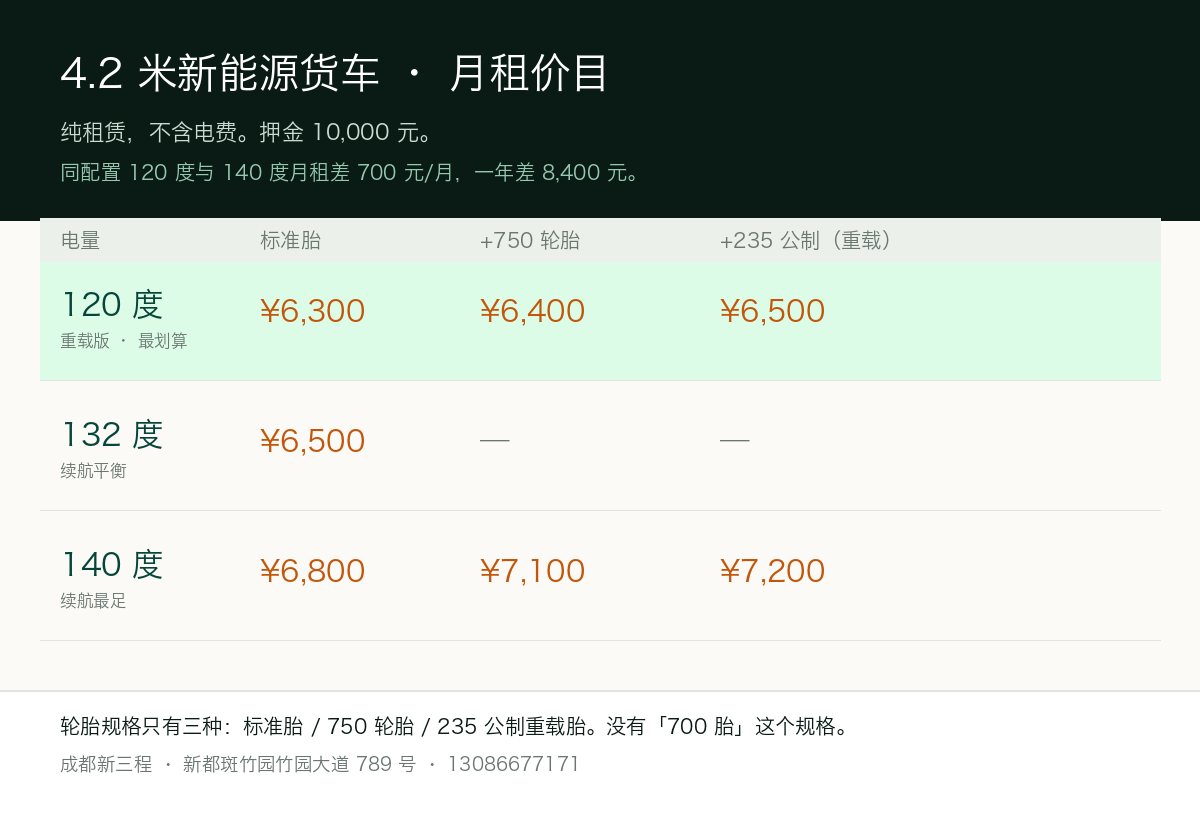 4.2 米新能源货车 · 月租价目
纯租赁，不含电费。押金 10,000 元。
同配置 120 度与 140 度月租差 700 元/月，一年差 8,400 元。
电量 标准胎 +750 轮胎 +235 公制（重载）
120 度 ¥6,300 ¥6,400 ¥6,500
重载版 · 最划算
132 度 ¥6,500 — —
续航平衡
140 度 ¥6,800 ¥7,100 ¥7,200
续航最足
轮胎规格只有三种：标准胎 / 750 轮胎 / 235 公制重载胎。没有「700 胎」这个规格。
成都新三程 · 新都斑竹园竹园大道 789 号 · 13086677171